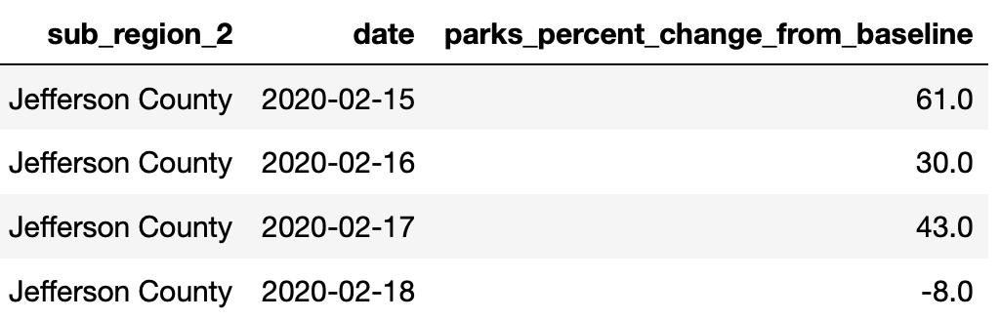 sub_region_2 date parks_percent_change_from_baseline
Jefferson County 2020-02-15 61.0
Jefferson County 2020-02-16 30.0
Jefferson County 2020-02-17 43.0
Jefferson County 2020-02-18 -8.0